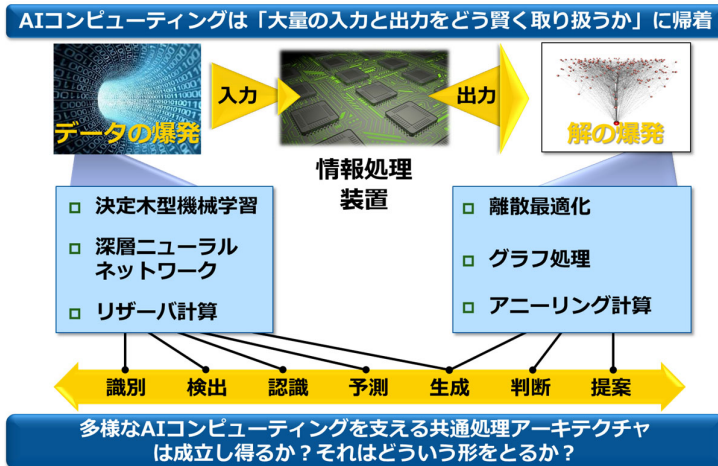 AIコンピューティングは「大量の入力と出力をどう賢く取り扱うか」に帰着
データの爆発
入力
出力
解の爆発
情報処理
装置
決定木型機械学習
深層ニューラル
ネットワーク
リザーバ計算
離散最適化
グラフ処理
アニーリング計算
識別 検出 認識 予測 生成 判断 提案
多様なAIコンピューティングを支える共通処理アーキテクチャ
は成立し得るか？それはどういう形をとるか？